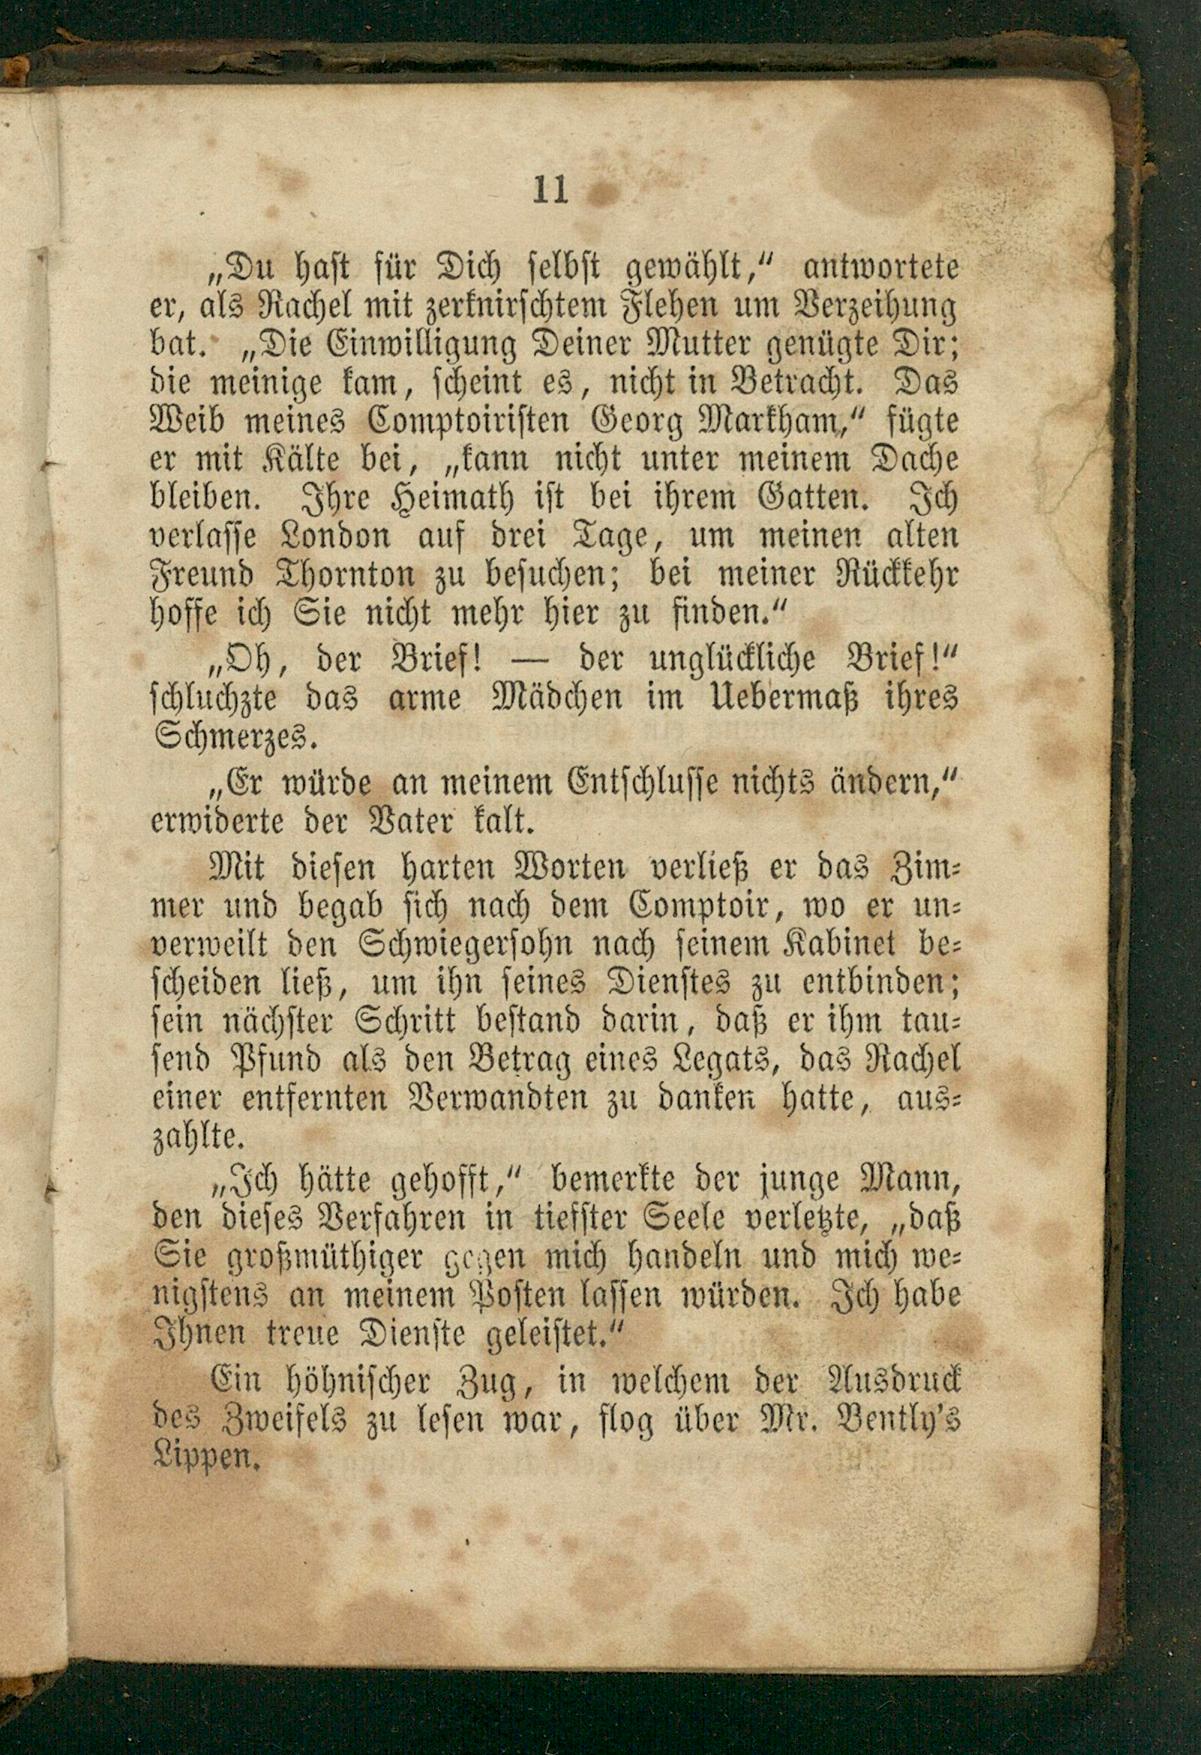 11
„Du hast für Dich selbst gewählt,“ antwortete
er, als Rachel mit zerknirschtem Flehen um Verzeihung
bat. „Die Einwilligung Deiner Mutter genügte Dir;
die meinige kam, scheint es, nicht in Betracht. Das
Weib meines Comptoiristen Georg Markham,“ fügte
er mit Kälte bei, „kann nicht unter meinem Dache
bleiben. Ihre Heimath ist bei ihrem Gatten. Ich
verlasse London auf drei Tage, um meinen alten
Freund Thornton zu besuchen; bei meiner Rückkehr
hoffe ich Sie nicht mehr hier zu finden.“
„Oh, der Brief! — der unglückliche Brief!“
schluchzte das arme Mädchen im Uebermaß ihres
Schmerzes.
„Er würde an meinem Entschlusse nichts ändern,“
erwiderte der Vater kalt.
Mit diesen harten Worten verließ er das Zim-
mer und begab sich nach dem Comptoir, wo er un-
verweilt den Schwiegersohn nach seinem Kabinet be-
scheiden ließ, um ihn seines Dienstes zu entbinden;
sein nächster Schritt bestand darin, daß er ihm tau-
send Pfund als den Betrag eines Legats, das Rachel
einer entfernten Verwandten zu danken hatte, aus-
zahlte.
„Ich hätte gehofft,“ bemerkte der junge Mann,
den dieses Verfahren in tiefster Seele verletzte, „daß
Sie großmüthiger gegen mich handeln und mich we-
nigstens an meinem Posten lassen würden. Ich habe
Ihnen treue Dienste geleistet.“
Ein höhnischer Zug, in welchem der Ausdruck
des Zweifels zu lesen war, flog über Mr. Bently's
Lippen.